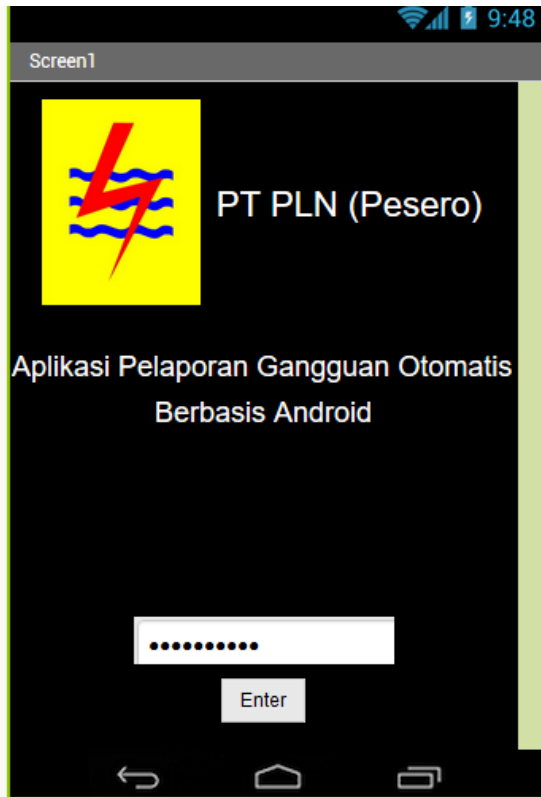 9:48
Screen1
PT PLN (Pesero)
Aplikasi Pelaporan Gangguan Otomatis
Berbasis Android
••••••••••
Enter